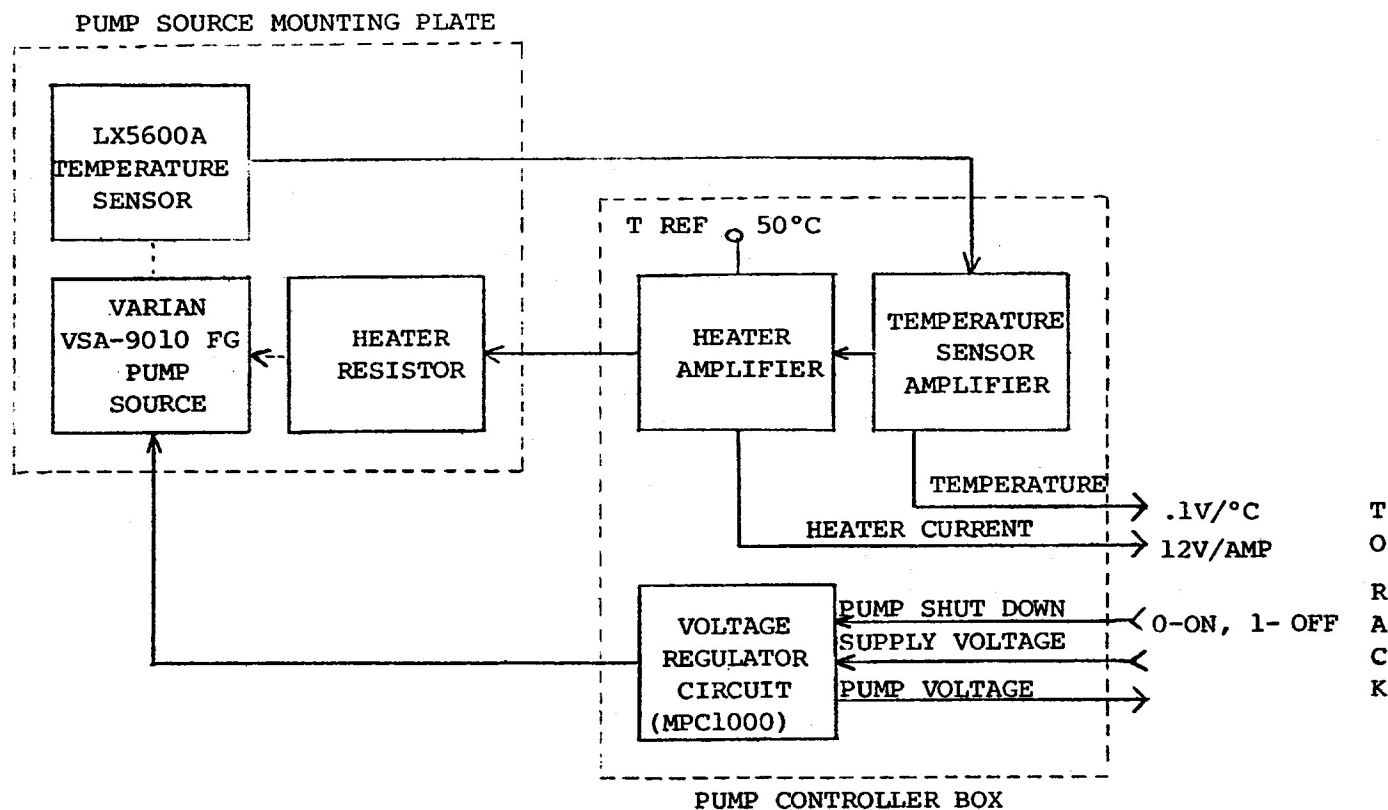 PUMP SOURCE MOUNTING PLATE
LX5600A
TEMPERATURE
SENSOR
T REF 50°C
VARIAN
VSA-9010 FG
PUMP
SOURCE
HEATER
RESISTOR
HEATER
AMPLIFIER
TEMPERATURE
SENSOR
AMPLIFIER
TEMPERATURE
.1V/°C
HEATER CURRENT
12V/AMP
VOLTAGE
REGULATOR
CIRCUIT
(MPC1000)
PUMP SHUT DOWN
0-ON, 1- OFF
SUPPLY VOLTAGE
PUMP VOLTAGE
TO RACK
PUMP CONTROLLER BOX